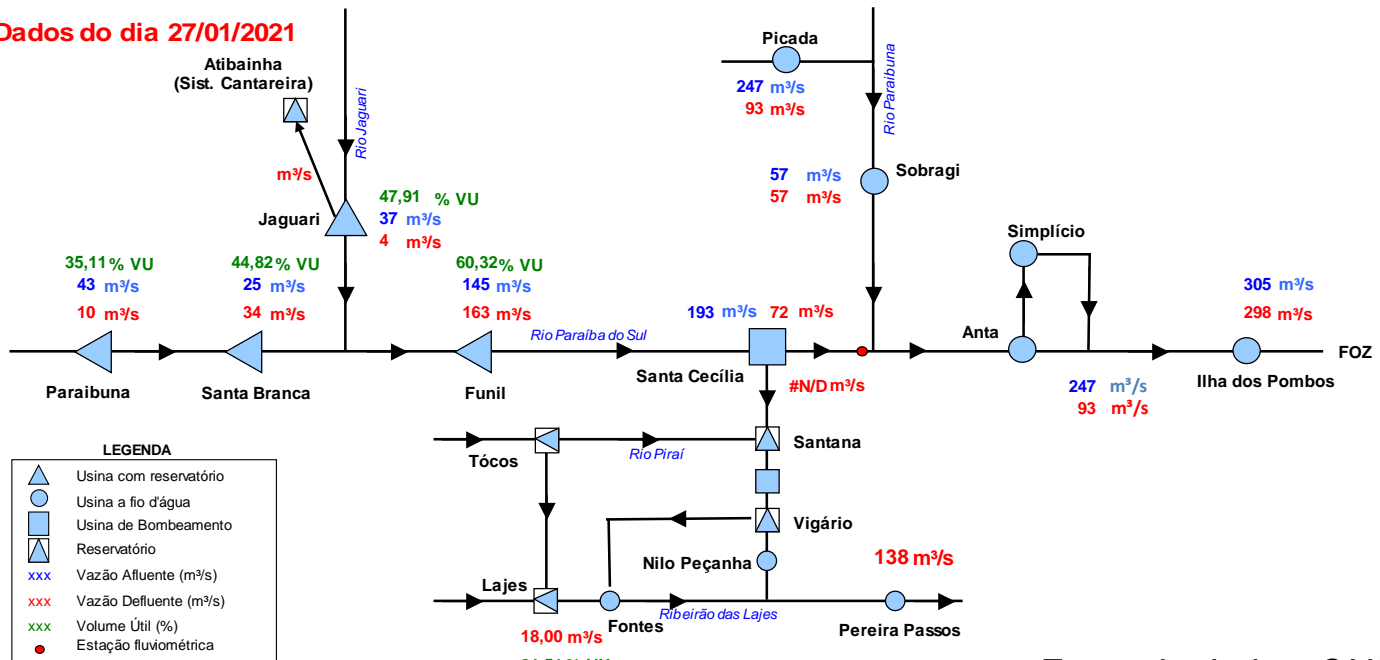 Dados do dia 27/01/2021
Atibainha
(Sist. Cantareira)
m³/s
Rio Jaguari
Jaguari
47,91 % VU
37 m³/s
4 m³/s
Picada
247 m³/s
93 m³/s
Rio Paraibuna
57 m³/s
57 m³/s
Sobragi
35,11% VU
43 m³/s
10 m³/s
Paraibuna
44,82% VU
25 m³/s
34 m³/s
Santa Branca
60,32% VU
145 m³/s
163 m³/s
Funil
Rio Paraíba do Sul
193 m³/s 72 m³/s
Santa Cecília
#N/D m³/s
Simplício
Anta
247 m³/s
93 m³/s
305 m³/s
298 m³/s
Ilha dos Pombos
FOZ
Tócos
Rio Piraí
Santana
Vigário
Nilo Peçanha
138 m³/s
Lajes
18,00 m³/s
Fontes
Ribeirão das Lajes
Pereira Passos
LEGENDA
Usina com reservatório
Usina a fio d'água
Usina de Bombeamento
Reservatório
xxx Vazão Afluente (m³/s)
xxx Vazão Defluente (m³/s)
xxx Volume Útil (%)
Estação fluviométrica